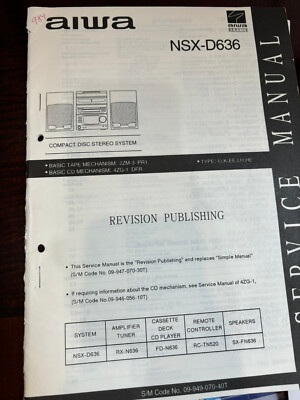 989
aiwa
aiwa
NSX-D636
SERVICE MANUAL
COMPACT DISC STEREO SYSTEM
• BASIC TAPE MECHANISM: 2ZM-3 PR1
• BASIC CD MECHANISM: 4ZG-1 DFR
• TYPE:
REVISION PUBLISHING
• This Service Manual is the "Revision Publishing" and replaces "Simple Manual"
(S/M Code No. 09-947-070-30T)
• If requiring information about the CD mechanism, see Service Manual of 4ZG-1,
(S/M Code No. 09-946-056-10T)
SYSTEM AMPLIFIER TUNER CASSETTE DECK CD PLAYER REMOTE CONTROLLER SPEAKERS
NSX-D636 RX-N636 FD-N636 RC-TN520 SX-FN636
S/M Code No. 09-949-070-40T